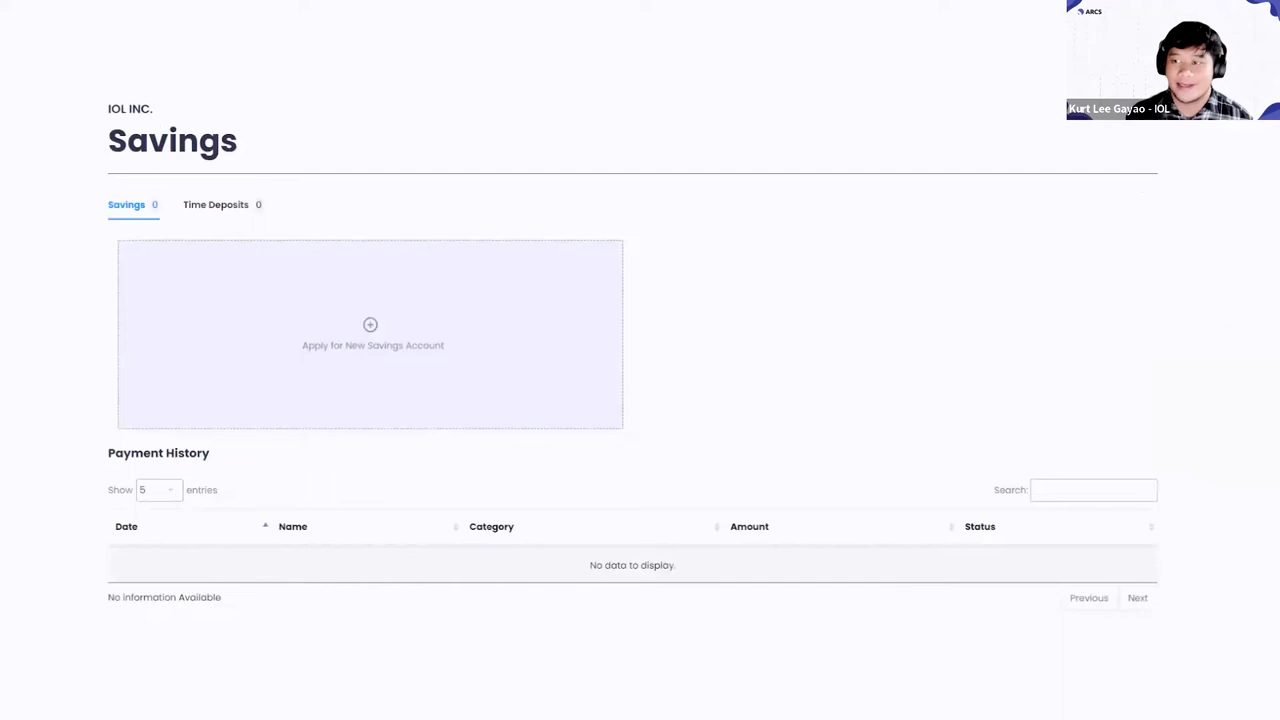 ARCS
Kurt Lee Gayao - IOL
IOL INC.
Savings
Savings 0 Time Deposits 0
Apply for New Savings Account
Payment History
Show 5 entries Search:
Date Name Category Amount Status
No data to display.
No information Available Previous Next